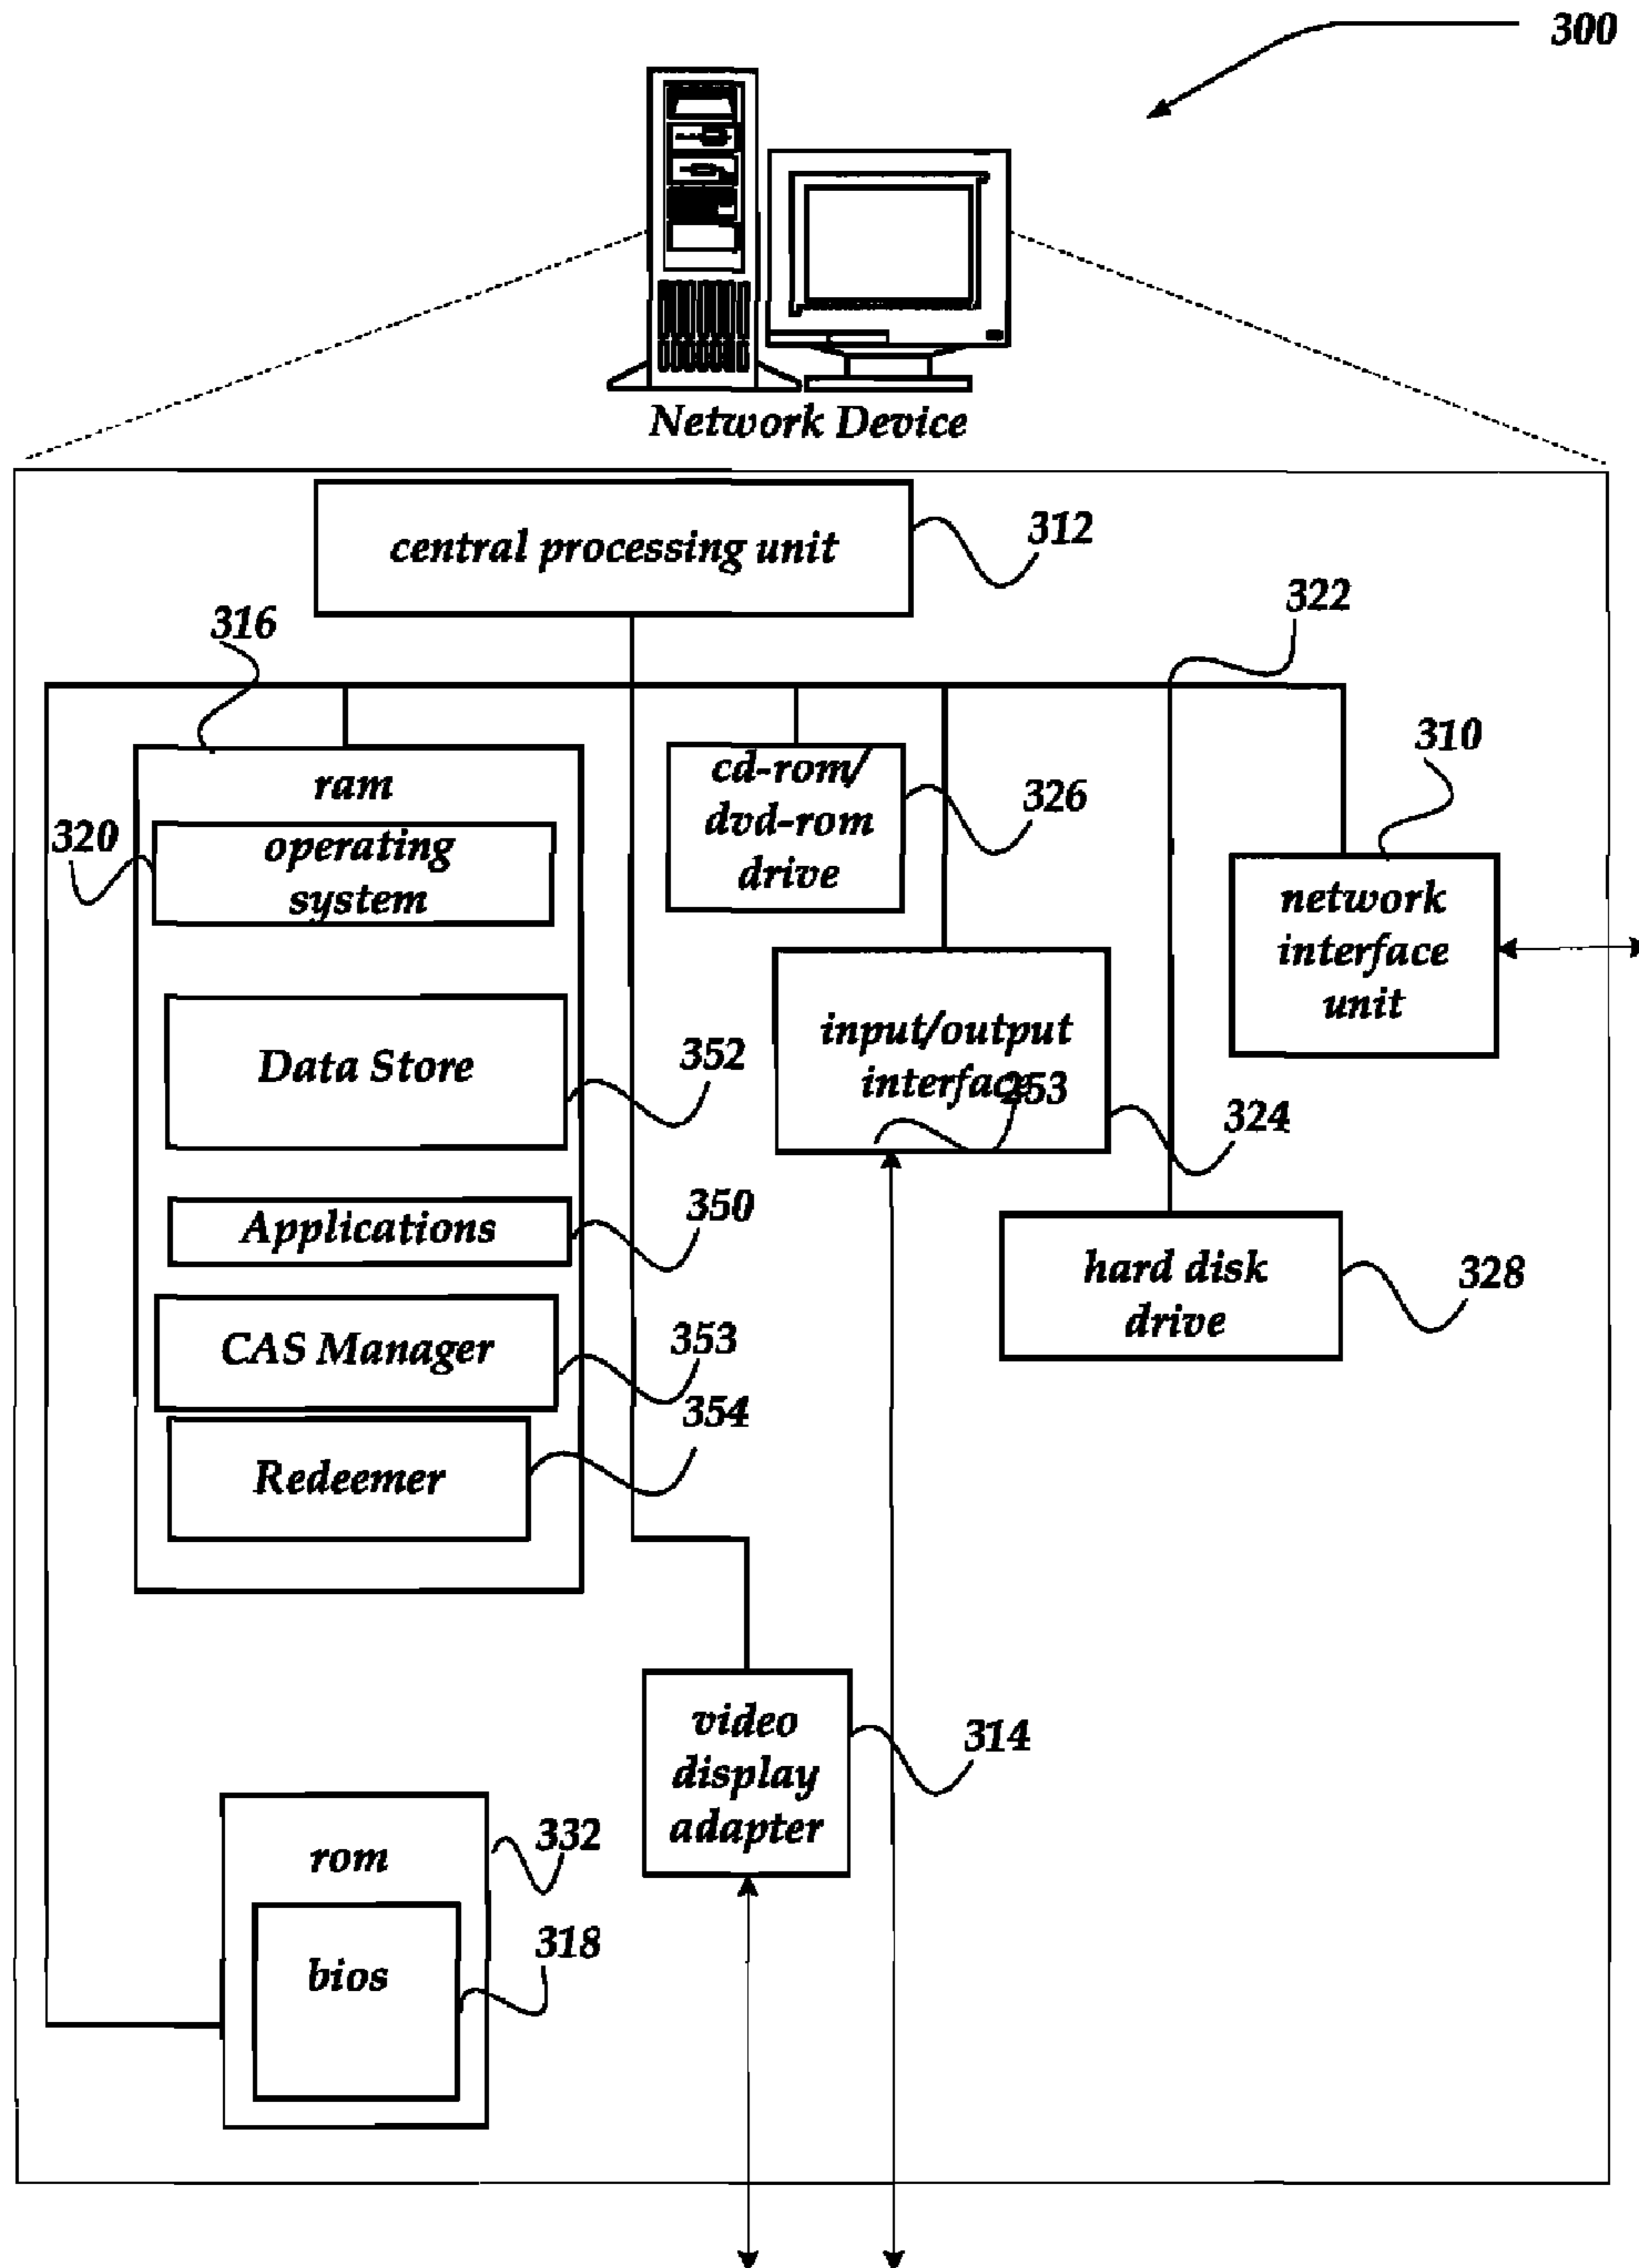 300
Network Device
central processing unit
312
322
316
310
ram
cd-rom/
dvd-rom
drive
326
320
operating
system
network
interface
unit
Data Store
352
input/output
interface
253
324
Applications
350
hard disk
drive
328
CAS Manager
353
354
Redeemer
video
display
adapter
314
rom
332
bios
318